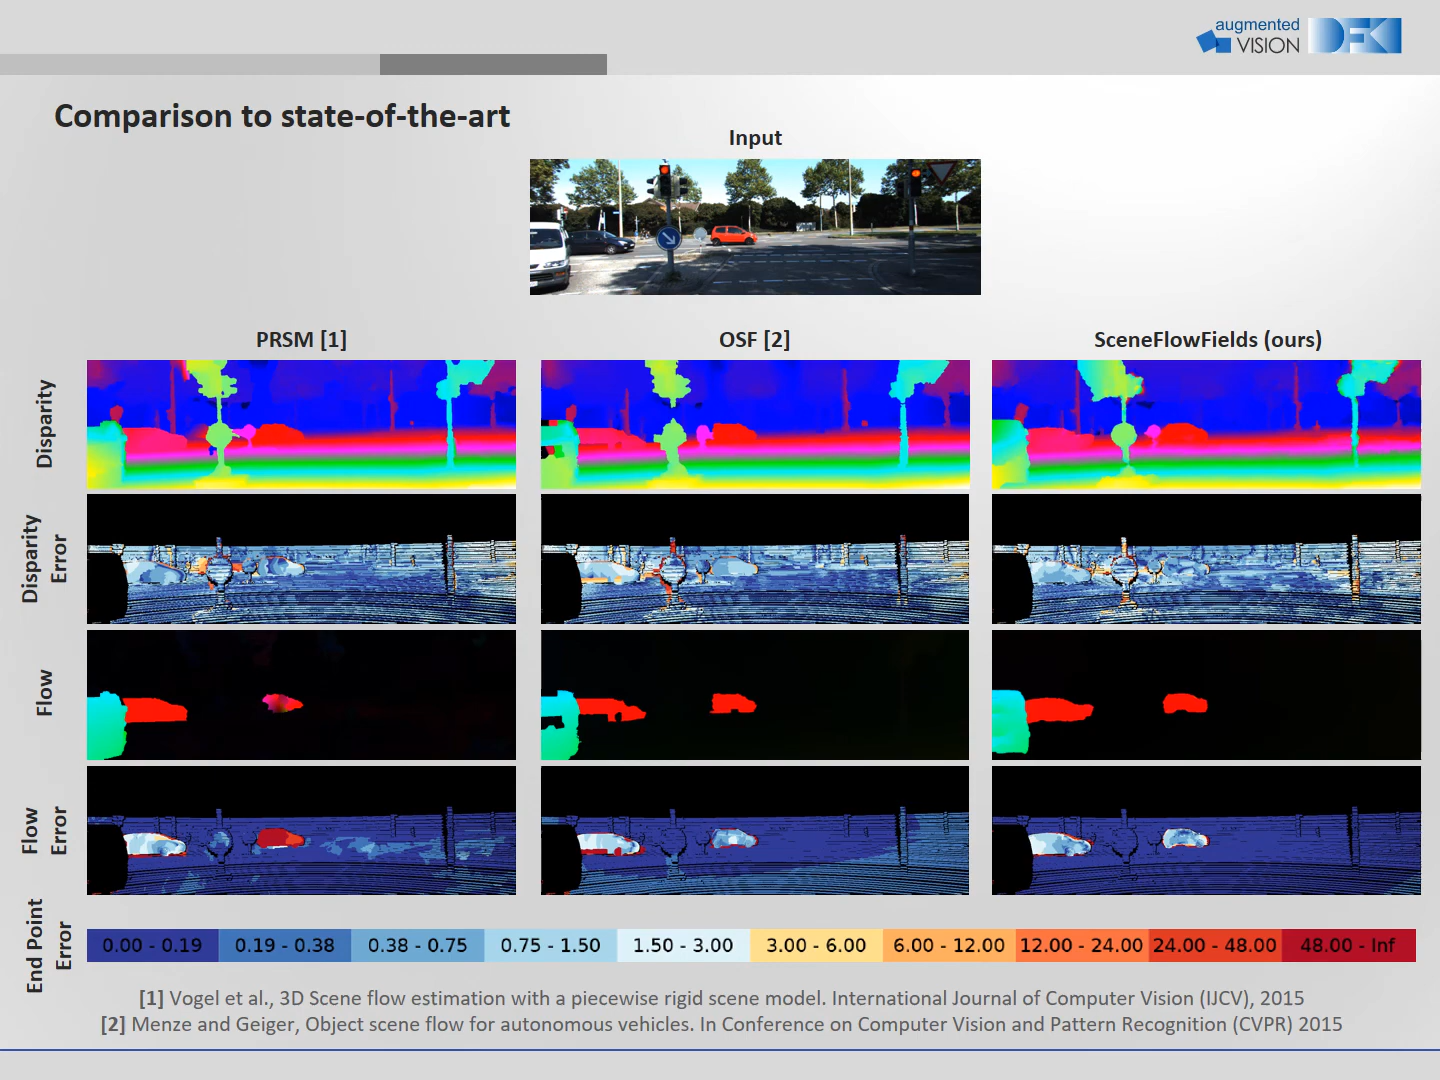 augmented
VISION
DFKI
Comparison to state-of-the-art
Input
PRSM [1]
OSF [2]
SceneFlowFields (ours)
Disparity
Disparity
Error
Flow
Flow
Error
End Point
Error
0.00 - 0.19
0.19 - 0.38
0.38 - 0.75
0.75 - 1.50
1.50 - 3.00
3.00 - 6.00
6.00 - 12.00
12.00 - 24.00
24.00 - 48.00
48.00 - Inf
[1] Vogel et al., 3D Scene flow estimation with a piecewise rigid scene model. International Journal of Computer Vision (IJCV), 2015
[2] Menze and Geiger, Object scene flow for autonomous vehicles. In Conference on Computer Vision and Pattern Recognition (CVPR) 2015